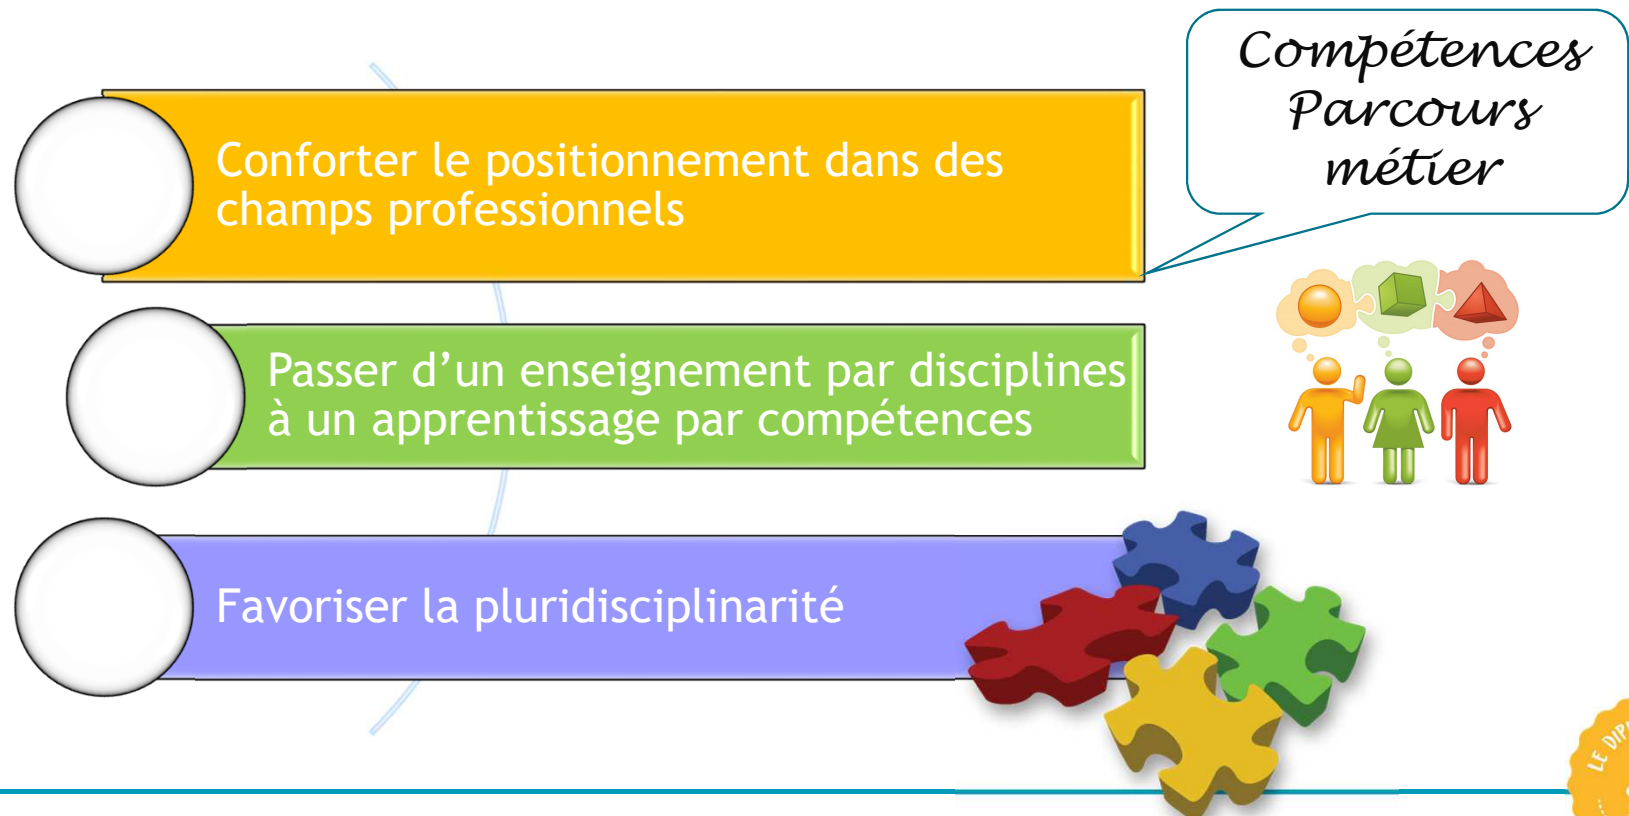 Compétences
Parcours
métier
Conforter le positionnement dans des
champs professionnels
Passer d’un enseignement par disciplines
à un apprentissage par compétences
Favoriser la pluridisciplinarité
LE